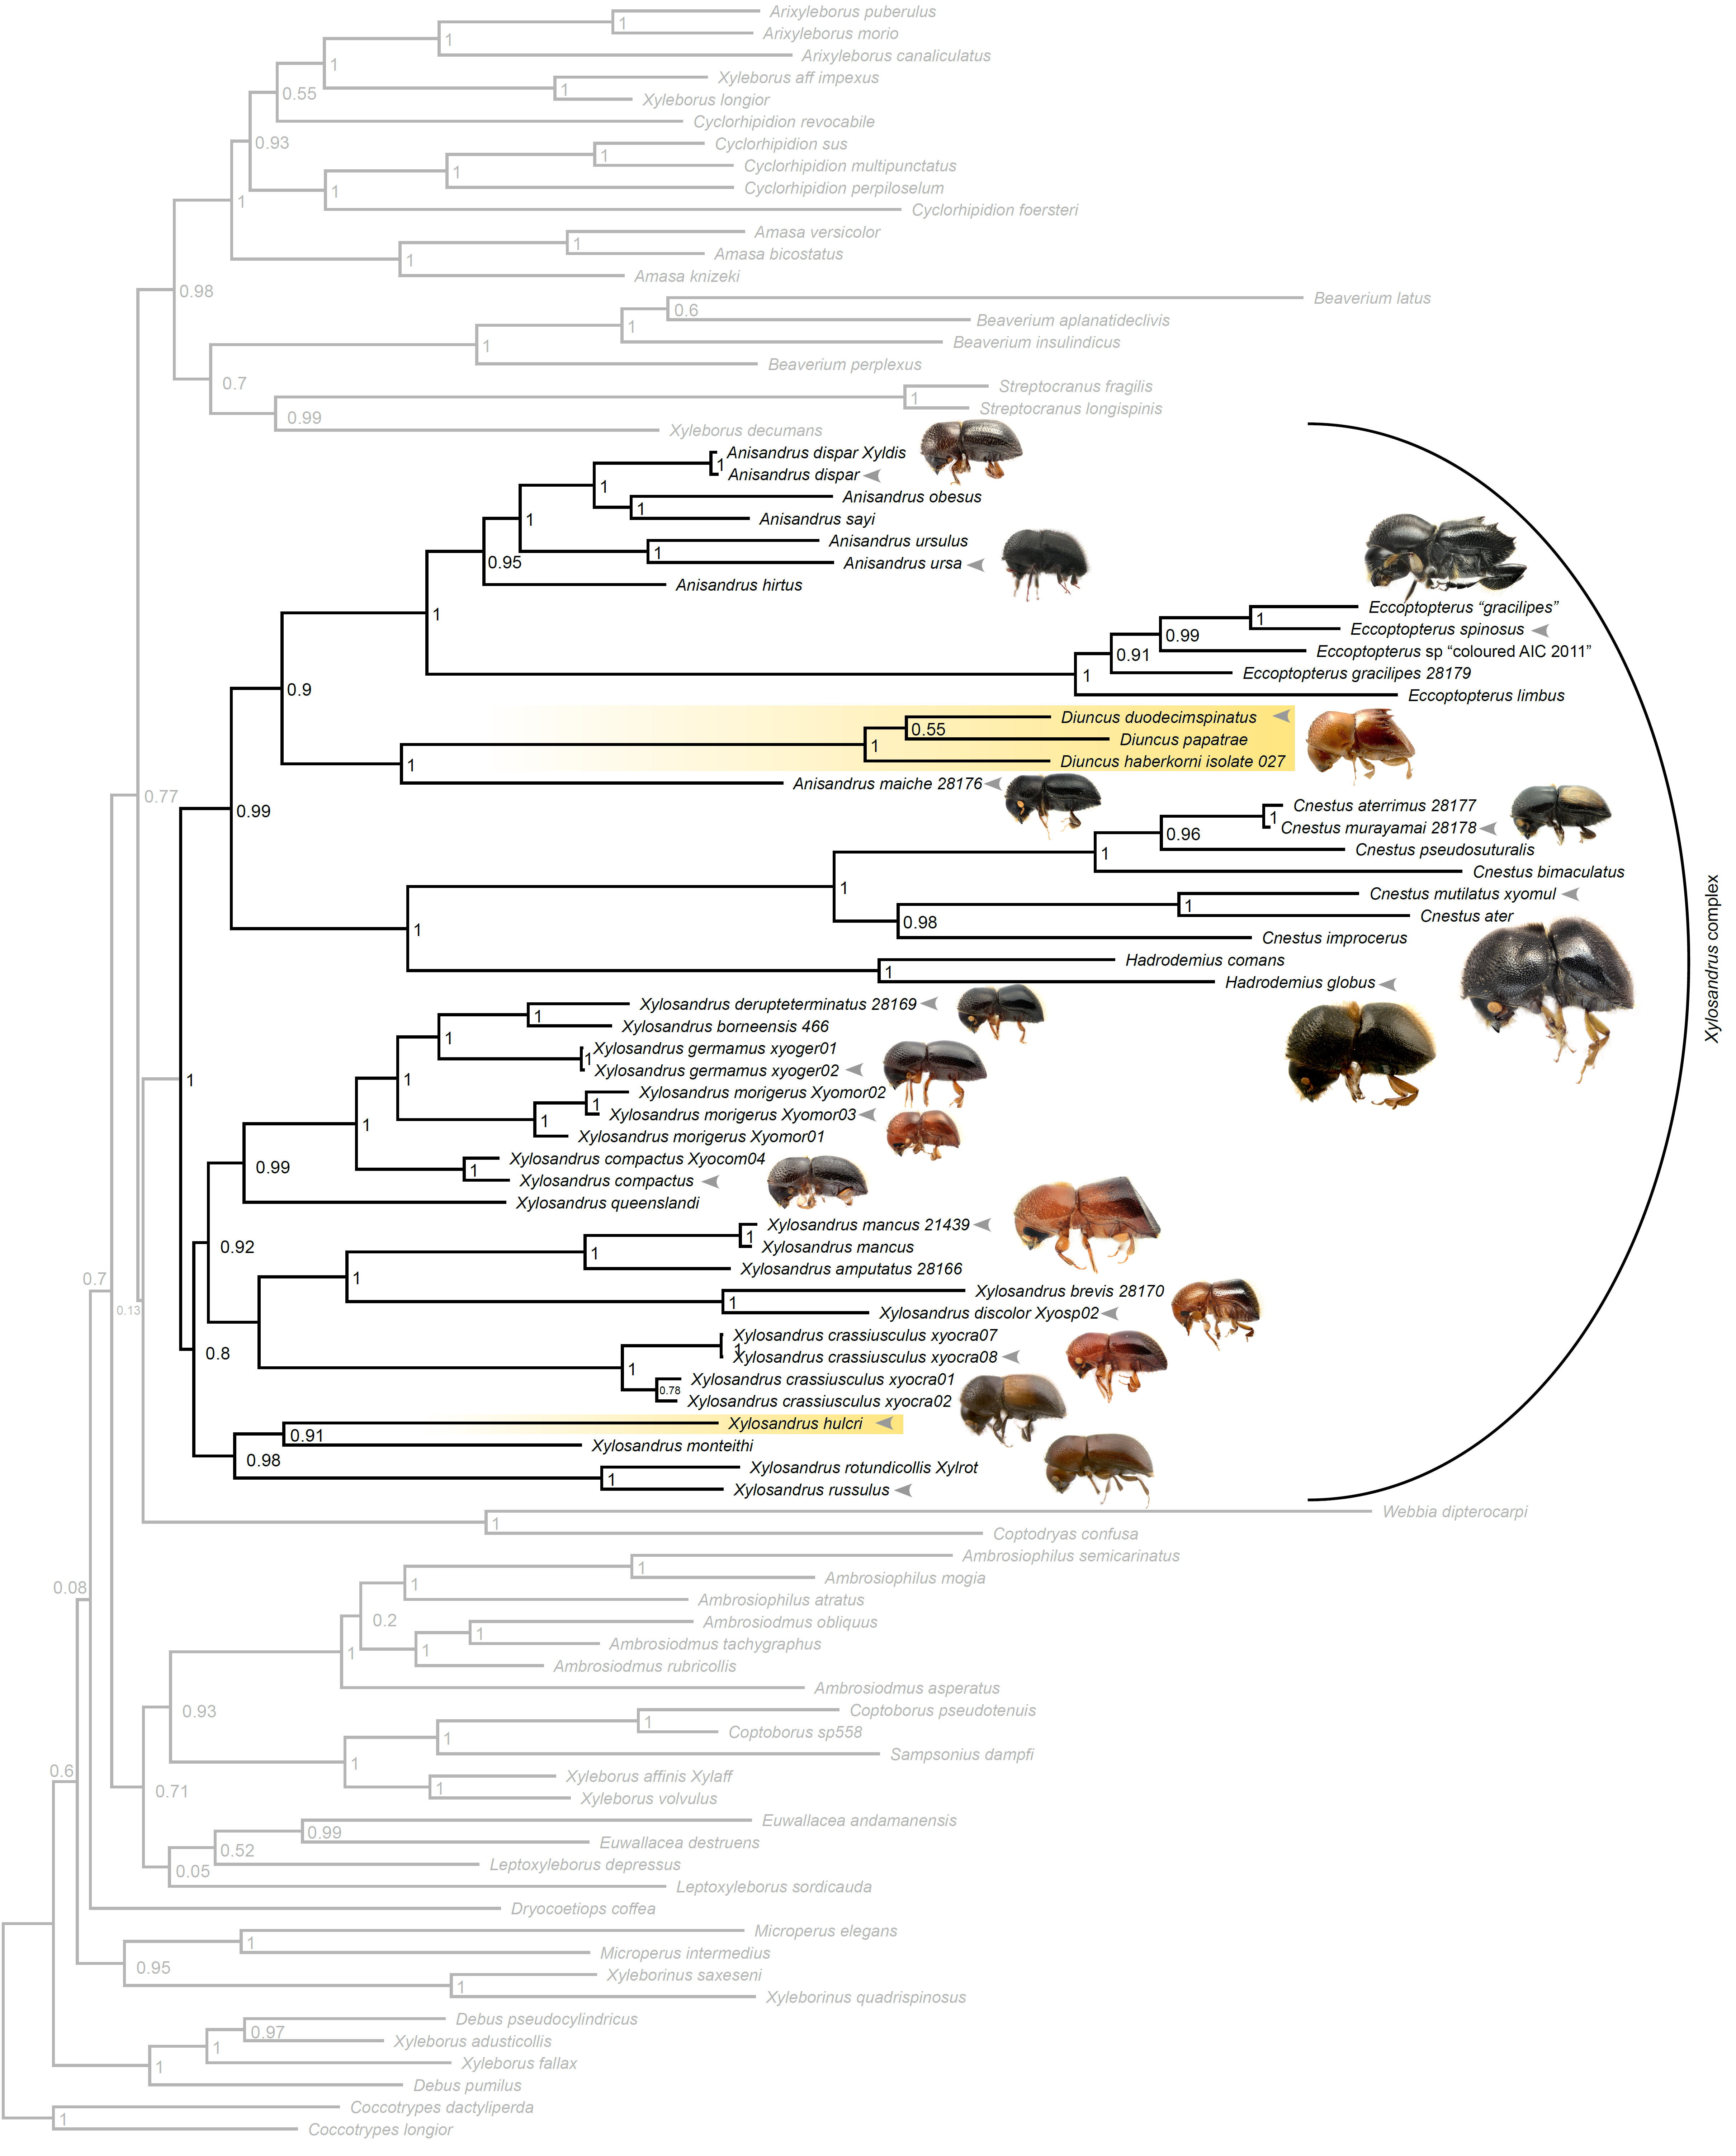 Arixyleborus puberulus
1
Arixyleborus morio
1
Arixyleborus canaliculatus
1
Xyleborus aff impexus
1
0.55
Xyleborus longior
Cyclorhipidion revocabile
0.93
Cyclorhipidion sus
1
Cyclorhipidion multipunctatus
1
Cyclorhipidion perpiloselum
1
1
Cyclorhipidion foersteri
Amasa versicolor
1
Amasa bicostatus
1
Amasa knizeki
0.98
Beaverium latus
0.6
Beaverium aplanatideclivis
1
Beaverium insulindicus
1
Beaverium perplexus
0.7
Streptocranus fragilis
1
Streptocranus longispinis
0.99
Xyleborus decumans
Anisandrus dispar Xyldis
1
Anisandrus dispar
1
Anisandrus obesus
1
Anisandrus sayi
1
Anisandrus ursulus
1
Anisandrus ursa
0.95
Anisandrus hirtus
1
Eccoptopterus “gracilipes”
1
Eccoptopterus spinosus
0.99
Eccoptopterus sp “coloured AIC 2011”
0.91
Eccoptopterus gracilipes 28179
1
Eccoptopterus limbus
0.9
Diuncus duodecimspinatus
0.55
Diuncus papatrae
1
Diuncus haberkorni isolate 027
1
Anisandrus maiche 28176
0.77
0.99
Cnestus aterrimus 28177
1
Cnestus murayamai 28178
0.96
Cnestus pseudosuturalis
1
Cnestus bimaculatus
1
Cnestus mutilatus xyomul
1
Cnestus ater
0.98
Cnestus improcerus
1
Hadrodemius comans
1
Hadrodemius globus
Xylosandrus complex
Xylosandrus derupteterminatus 28169
1
Xylosandrus borneensis 466
1
Xylosandrus germamus xyoger01
1
Xylosandrus germamus xyoger02
1
1
Xylosandrus morigerus Xyomor02
1
Xylosandrus morigerus Xyomor03
1
Xylosandrus morigerus Xyomor01
1
Xylosandrus compactus Xyocom04
1
Xylosandrus compactus
0.99
Xylosandrus queenslandi
Xylosandrus mancus 21439
1
Xylosandrus mancus
0.92
1
Xylosandrus amputatus 28166
1
Xylosandrus brevis 28170
1
Xylosandrus discolor Xyosp02
0.7
0.13
Xylosandrus crassiusculus xyocra07
1
Xylosandrus crassiusculus xyocra08
0.8
1
Xylosandrus crassiusculus xyocra01
0.78
Xylosandrus crassiusculus xyocra02
Xylosandrus hulcri
0.91
Xylosandrus monteithi
0.98
Xylosandrus rotundicollis Xylrot
1
Xylosandrus russulus
Webbia dipterocarpi
1
Coptodryas confusa
Ambrosiophilus semicarinatus
1
Ambrosiophilus mogia
1
0.08
Ambrosiophilus atratus
0.2
Ambrosiodmus obliquus
1
Ambrosiodmus tachygraphus
1
1
Ambrosiodmus rubricollis
Ambrosiodmus asperatus
0.93
Coptoborus pseudotenuis
1
Coptoborus sp558
1
Sampsonius dampfi
1
0.6
Xyleborus affinis Xylaff
1
0.71
Xyleborus volvulus
Euwallacea andamanensis
0.99
Euwallacea destruens
0.52
Leptoxyleborus depressus
0.05
Leptoxyleborus sordicauda
Dryocoetiops coffea
Microperus elegans
1
Microperus intermedius
0.95
Xyleborinus saxeseni
1
Xyleborinus quadrispinosus
Debus pseudocylindricus
0.97
Xyleborus adusticollis
1
Xyleborus fallax
1
Debus pumilus
Coccotrypes dactyliperda
1
Coccotrypes longior